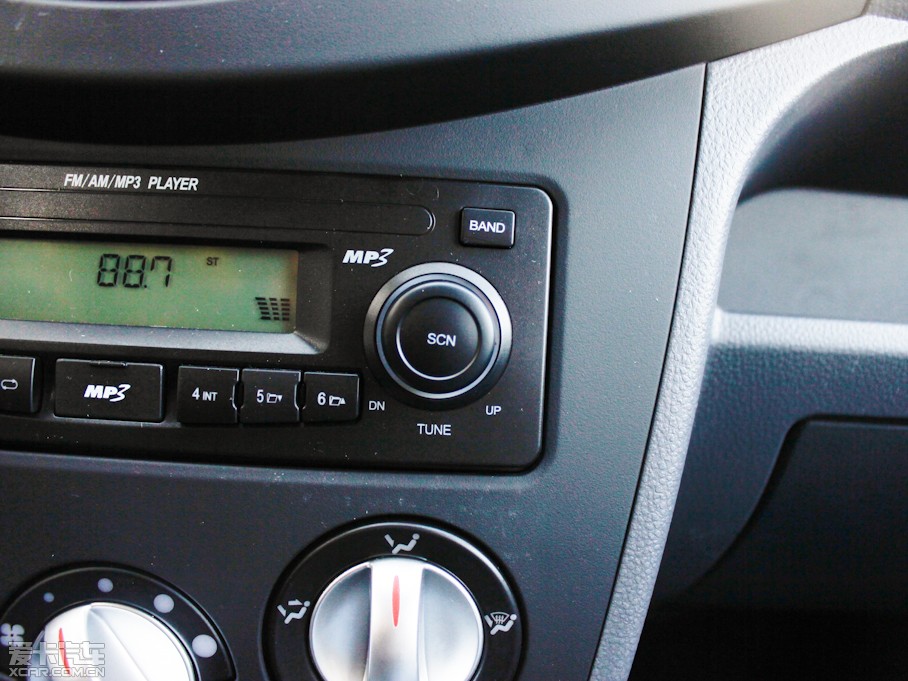 FM/AM/MP3 PLAYER
BAND
MP3
88.7 ST
SCN
MP3
4 INT
5
6
DN
UP
TUNE
爱卡汽车
XCAR.COM.CN